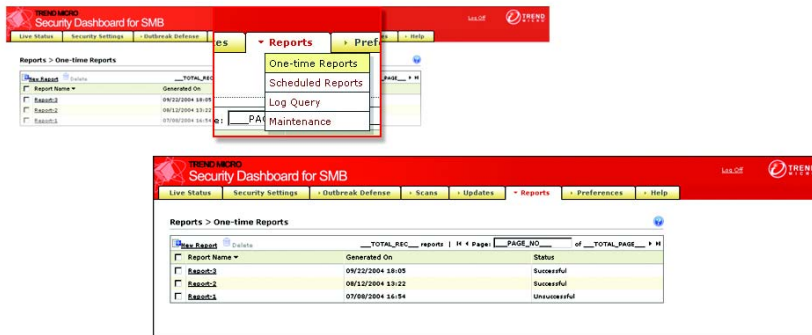 TREND MICRO
Security Dashboard for SMB
Log Off
TREND
Live Status Security Settings Outbreak Defense Help
Reports > One-time Reports
New Report Delete
Report Name Generated On
Report-3 09/22/2004 18:05
Report-2 08/12/2004 13:22
Report-1 07/08/2004 16:54
Reports
One-time Reports
Scheduled Reports
Log Query
Maintenance
TREND MICRO
Security Dashboard for SMB
Log Off
TREND MICRO
Live Status Security Settings Outbreak Defense Scans Updates Reports Preferences Help
Reports > One-time Reports
New Report Delete __TOTAL_REC__ reports | Page: __PAGE_NO__ of __TOTAL_PAGE__
Report Name Generated On Status
Report-3 09/22/2004 18:05 Successful
Report-2 08/12/2004 13:22 Successful
Report-1 07/08/2004 16:54 Unsuccessful